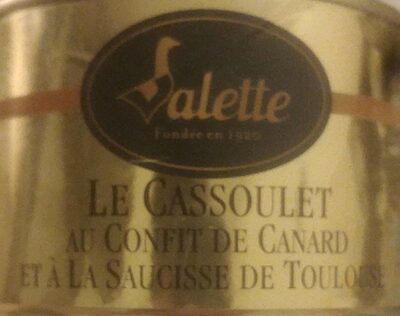 Valette
Fondée en 1920
LE CASSOULET
AU CONFIT DE CANARD
ET À LA SAUCISSE DE TOULOUSE